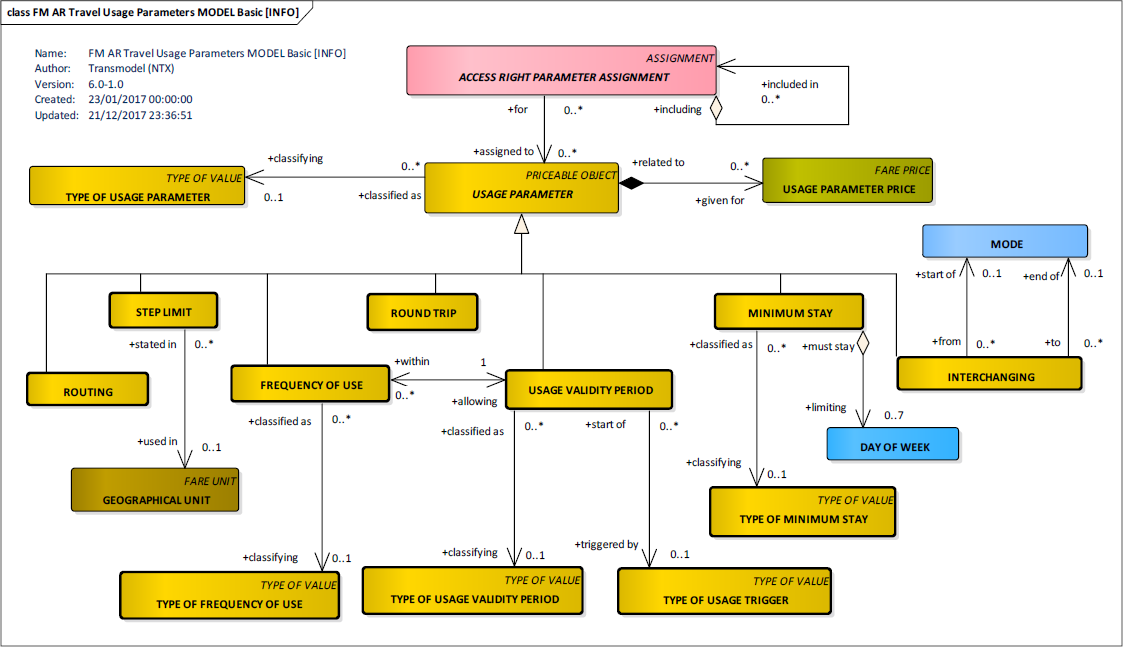 class FM AR Travel Usage Parameters MODEL Basic [INFO]
Name: FM AR Travel Usage Parameters MODEL Basic [INFO]
Author: Transmodel (NTX)
Version: 6.0-1.0
Created: 23/01/2017 00:00:00
Updated: 21/12/2017 23:36:51
ASSIGNMENT
ACCESS RIGHT PARAMETER ASSIGNMENT
+included in
0..*
+for
0..*
+including
+assigned to
0..*
+classifying
0..*
+related to
0..*
TYPE OF VALUE
TYPE OF USAGE PARAMETER
0..1
+classified as
PRICEABLE OBJECT
USAGE PARAMETER
+given for
FARE PRICE
USAGE PARAMETER PRICE
MODE
+start of
0..1
+end of
0..1
STEP LIMIT
ROUND TRIP
MINIMUM STAY
+stated in
0..*
+classified as
0..*
+must stay
+from
0..*
+to
0..*
+within
1
ROUTING
FREQUENCY OF USE
0..*
+allowing
USAGE VALIDITY PERIOD
INTERCHANGING
+classified as
0..*
+classified as
0..*
+start of
0..*
+limiting
0..7
+used in
0..1
DAY OF WEEK
FARE UNIT
GEOGRAPHICAL UNIT
+classifying
0..1
TYPE OF VALUE
TYPE OF MINIMUM STAY
+classifying
0..1
+classifying
0..1
+triggered by
0..1
TYPE OF VALUE
TYPE OF FREQUENCY OF USE
TYPE OF VALUE
TYPE OF USAGE VALIDITY PERIOD
TYPE OF VALUE
TYPE OF USAGE TRIGGER